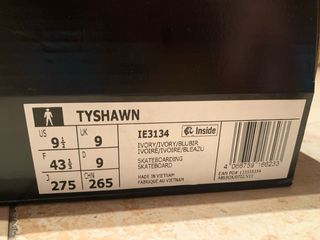 TYSHAWN
US 9½ UK 9
F 43⅓ D 9
J 275 CHN 265
IE3134
Inside
IVORY/IVORY/BLUBIR
IVOIRE/IVOIRE/BLEAZU
SKATEBOARDING
SKATEBOARD
MADE IN VIETNAM
FABRIQUE AU VIETNAM
4 066759 166233